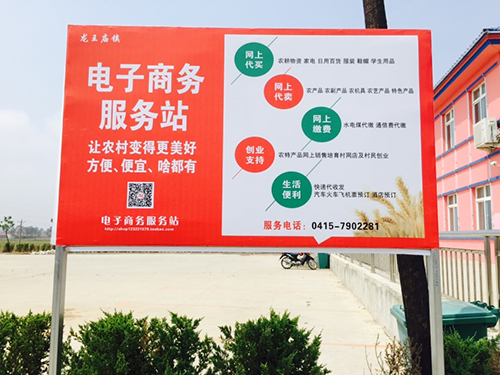 龙王庙镇
电子商务
服务站
让农村变得更美好
方便、便宜、啥都有
电子商务服务站
网上
代买
农耕物资 家电 日用百货 服装 鞋帽 学生用品
网上
代卖
农产品 农副产品 农机具 农艺产品 特色产品
网上
缴费
水电煤代缴 通信费代缴
创业
支持
农特产品网上销售培育村网店及村民创业
生活
便利
快递代收发
汽车火车飞机票预订 酒店预订
服务电话：0415-7902281